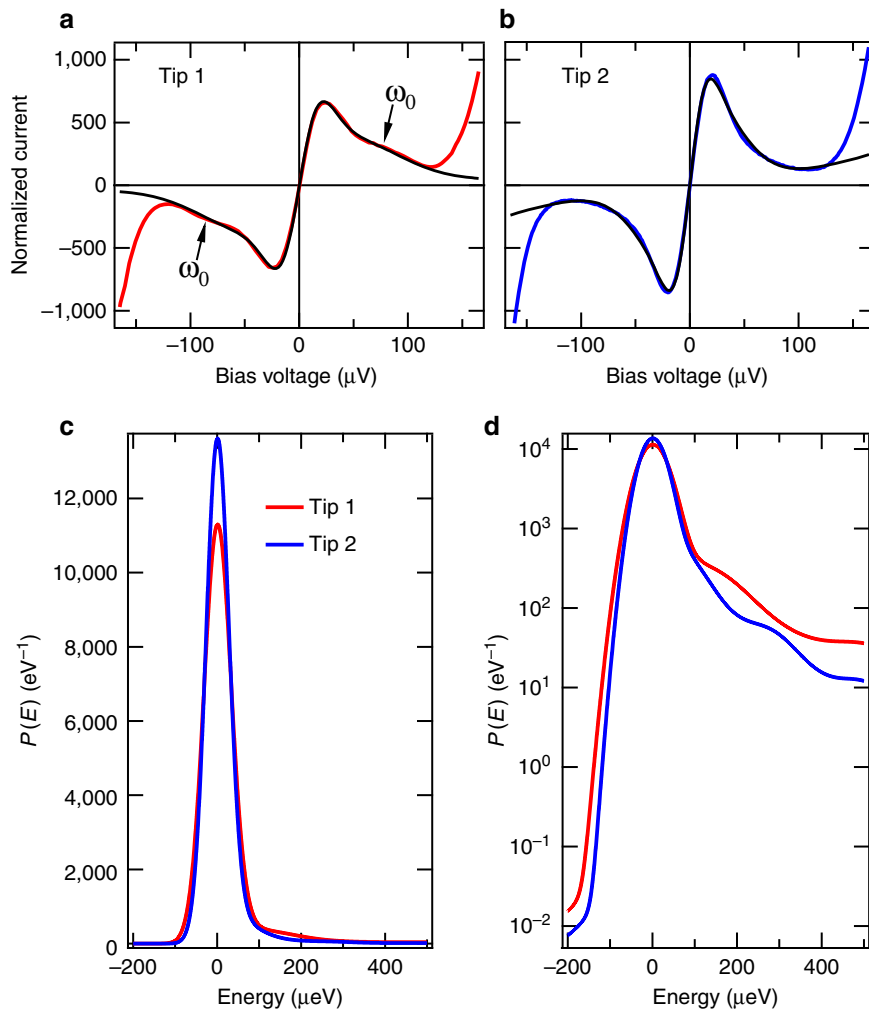 a
b
1,000
500
0
−500
−1,000
Normalized current
Tip 1
ω0
ω0
Tip 2
−100
0
100
−100
0
100
Bias voltage (μV)
Bias voltage (μV)
c
d
12,000
10,000
8,000
6,000
4,000
2,000
0
P(E) (eV−1)
Tip 1
Tip 2
−200
0
200
400
Energy (μeV)
10^4
10^3
10^2
10^1
10^0
10^−1
10^−2
P(E) (eV−1)
−200
0
200
400
Energy (μeV)